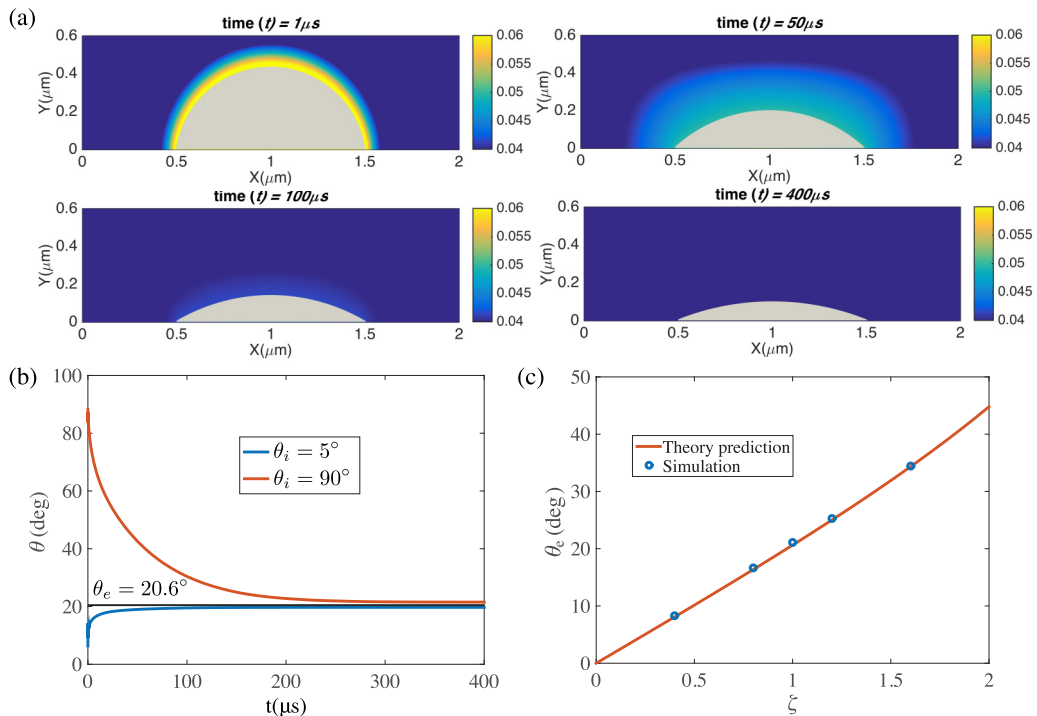 (a)
time (t) = 1μs
0.6
0.4
0.2
0
Y(μm)
0 0.5 1 1.5 2
X(μm)
0.06
0.055
0.05
0.045
0.04
time (t) = 50μs
0.6
0.4
0.2
0
Y(μm)
0 0.5 1 1.5 2
X(μm)
0.06
0.055
0.05
0.045
0.04
time (t) = 100μs
0.6
0.4
0.2
0
Y(μm)
0 0.5 1 1.5 2
X(μm)
0.06
0.055
0.05
0.045
0.04
time (t) = 400μs
0.6
0.4
0.2
0
Y(μm)
0 0.5 1 1.5 2
X(μm)
0.06
0.055
0.05
0.045
0.04
(b)
100
80
60
40
20
0
θ (deg)
θi = 5°
θi = 90°
θe = 20.6°
0 100 200 300 400
t(μs)
(c)
50
40
30
20
10
0
θe (deg)
Theory prediction
Simulation
0 0.5 1 1.5 2
ζ